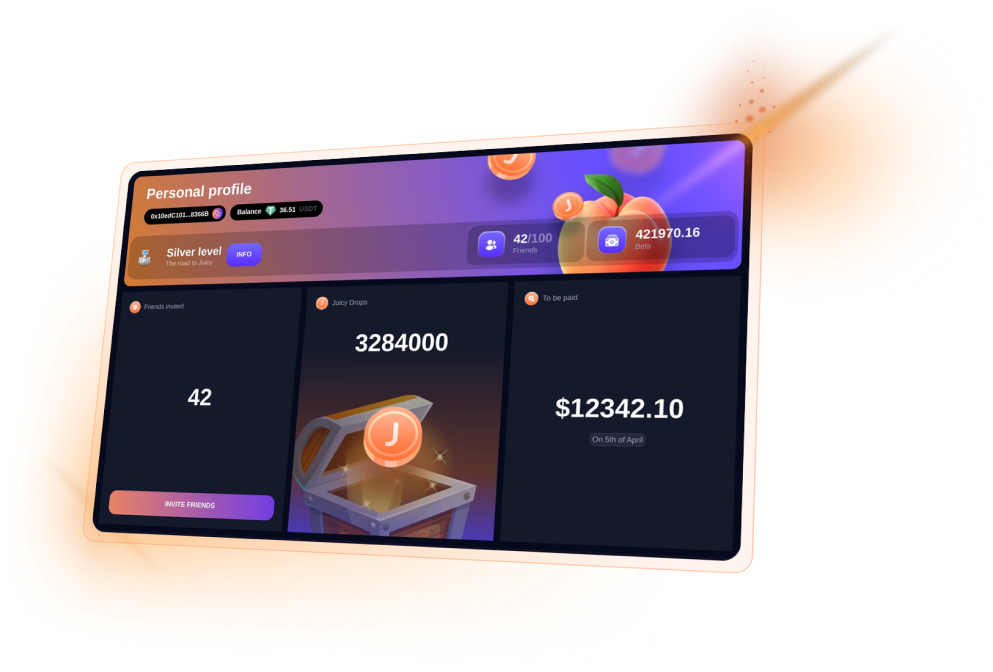 Personal profile
0x10edC101...8366B
Balance 36.51 USDT
Silver level
The road to Juicy
INFO
42/100
Friends
421970.16
Bets
Friends invited
42
INVITE FRIENDS
J Juicy Drops
3284000
J
J
J
To be paid
$12342.10
On 5th of April